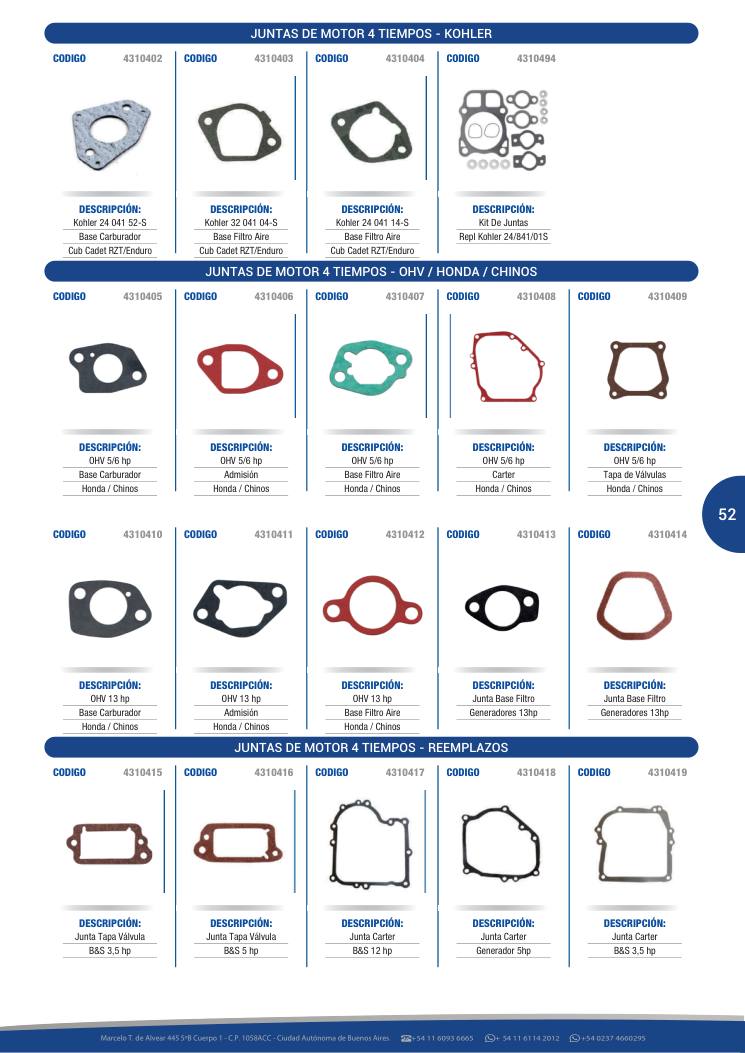 JUNTAS DE MOTOR 4 TIEMPOS - KOHLER
CODIGO 4310402
CODIGO 4310403
CODIGO 4310404
CODIGO 4310494
DESCRIPCIÓN:
Kohler 24 041 52-S
Base Carburador
Cub Cadet RZT/Enduro
DESCRIPCIÓN:
Kohler 32 041 04-S
Base Filtro Aire
Cub Cadet RZT/Enduro
DESCRIPCIÓN:
Kohler 24 041 14-S
Base Filtro Aire
Cub Cadet RZT/Enduro
DESCRIPCIÓN:
Kit De Juntas
Repl Kohler 24/841/01S
JUNTAS DE MOTOR 4 TIEMPOS - OHV / HONDA / CHINOS
CODIGO 4310405
CODIGO 4310406
CODIGO 4310407
CODIGO 4310408
CODIGO 4310409
DESCRIPCIÓN:
OHV 5/6 hp
Base Carburador
Honda / Chinos
DESCRIPCIÓN:
OHV 5/6 hp
Admisión
Honda / Chinos
DESCRIPCIÓN:
OHV 5/6 hp
Base Filtro Aire
Honda / Chinos
DESCRIPCIÓN:
OHV 5/6 hp
Carter
Honda / Chinos
DESCRIPCIÓN:
OHV 5/6 hp
Tapa de Válvulas
Honda / Chinos
52
CODIGO 4310410
CODIGO 4310411
CODIGO 4310412
CODIGO 4310413
CODIGO 4310414
DESCRIPCIÓN:
OHV 13 hp
Base Carburador
Honda / Chinos
DESCRIPCIÓN:
OHV 13 hp
Admisión
Honda / Chinos
DESCRIPCIÓN:
OHV 13 hp
Base Filtro Aire
Honda / Chinos
DESCRIPCIÓN:
Junta Base Filtro
Generadores 13hp
DESCRIPCIÓN:
Junta Base Filtro
Generadores 13hp
JUNTAS DE MOTOR 4 TIEMPOS - REEMPLAZOS
CODIGO 4310415
CODIGO 4310416
CODIGO 4310417
CODIGO 4310418
CODIGO 4310419
DESCRIPCIÓN:
Junta Tapa Válvula
B&S 3,5 hp
DESCRIPCIÓN:
Junta Tapa Válvula
B&S 5 hp
DESCRIPCIÓN:
Junta Carter
B&S 12 hp
DESCRIPCIÓN:
Junta Carter
Generador 5hp
DESCRIPCIÓN:
Junta Carter
B&S 3,5 hp
Marcelo T. de Alvear 445 5ºB Cuerpo 1 - C.P. 1058ACC - Ciudad Autónoma de Buenos Aires. +54 11 6093 6665 + 54 11 6114 2012 +54 0237 4660295